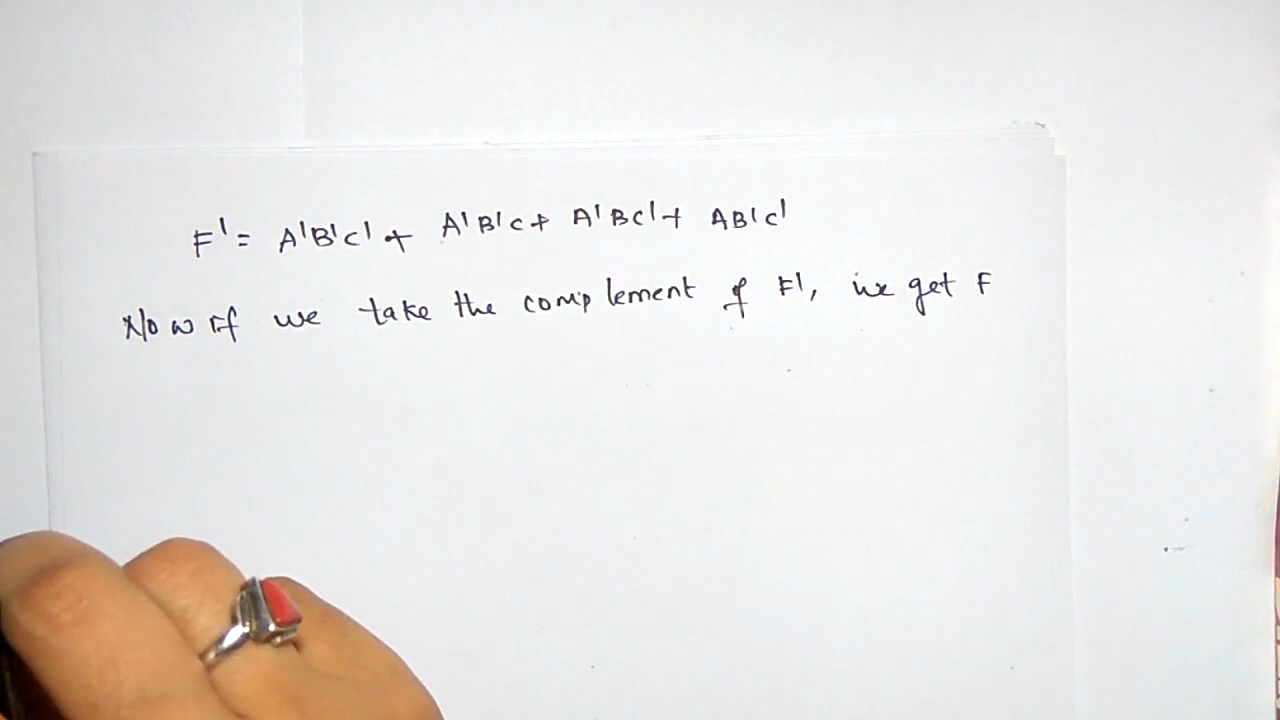 F' = A'B'C' + A'B'C + A'BC' + AB'C'
Now if we take the complement of F', we get F